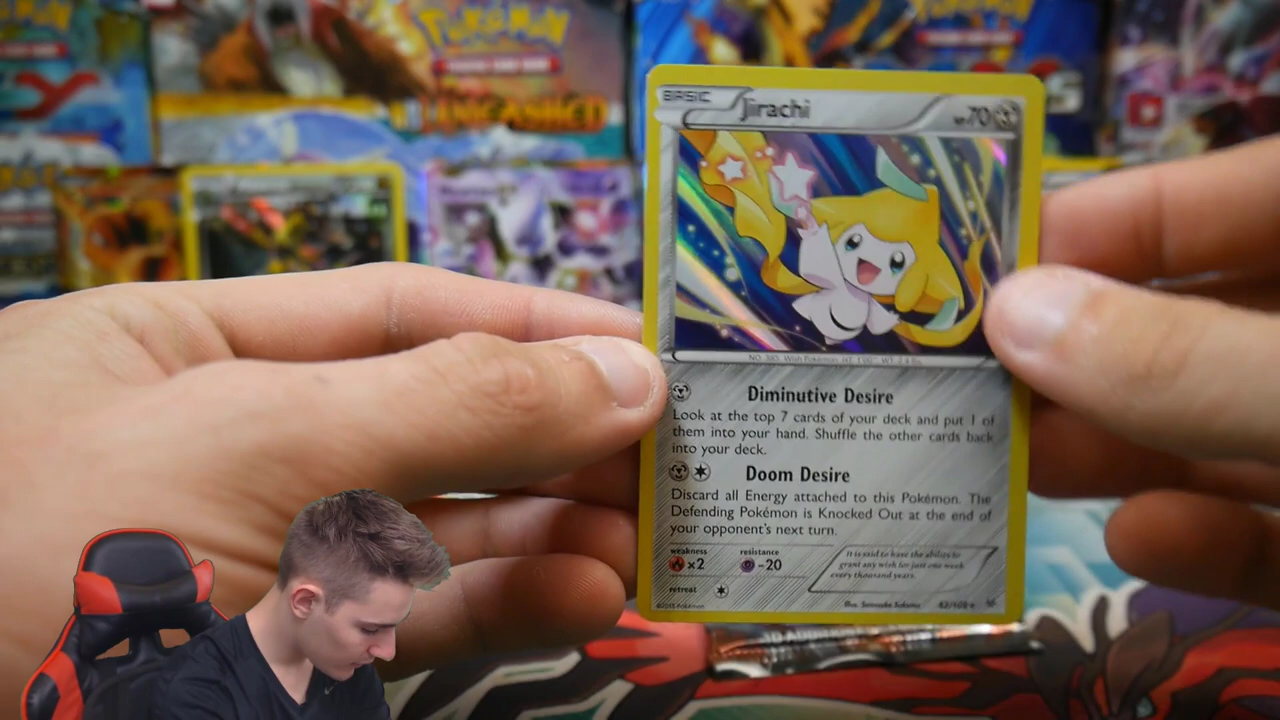 Pokémon
Pokémon
UNLEASHED
BASIC
Jirachi
HP70
NO. 385 Wish Pokémon HT: 1'00" WT: 2.4 lbs.
Diminutive Desire
Look at the top 7 cards of your deck and put 1 of
them into your hand. Shuffle the other cards back
into your deck.
Doom Desire
Discard all Energy attached to this Pokémon. The
Defending Pokémon is Knocked Out at the end of
your opponent's next turn.
weakness
resistance
×2
-20
It is said to have the ability to
grant any wish for just one week
every thousand years.
retreat
©2015 Pokémon
Illus.